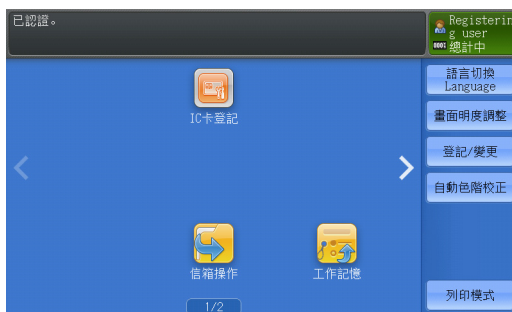 已認證。
Registerin
g user
總計中
語言切換
Language
畫面明度調整
登記/變更
自動色階校正
IC卡登記
信箱操作
工作記憶
1/2
列印模式